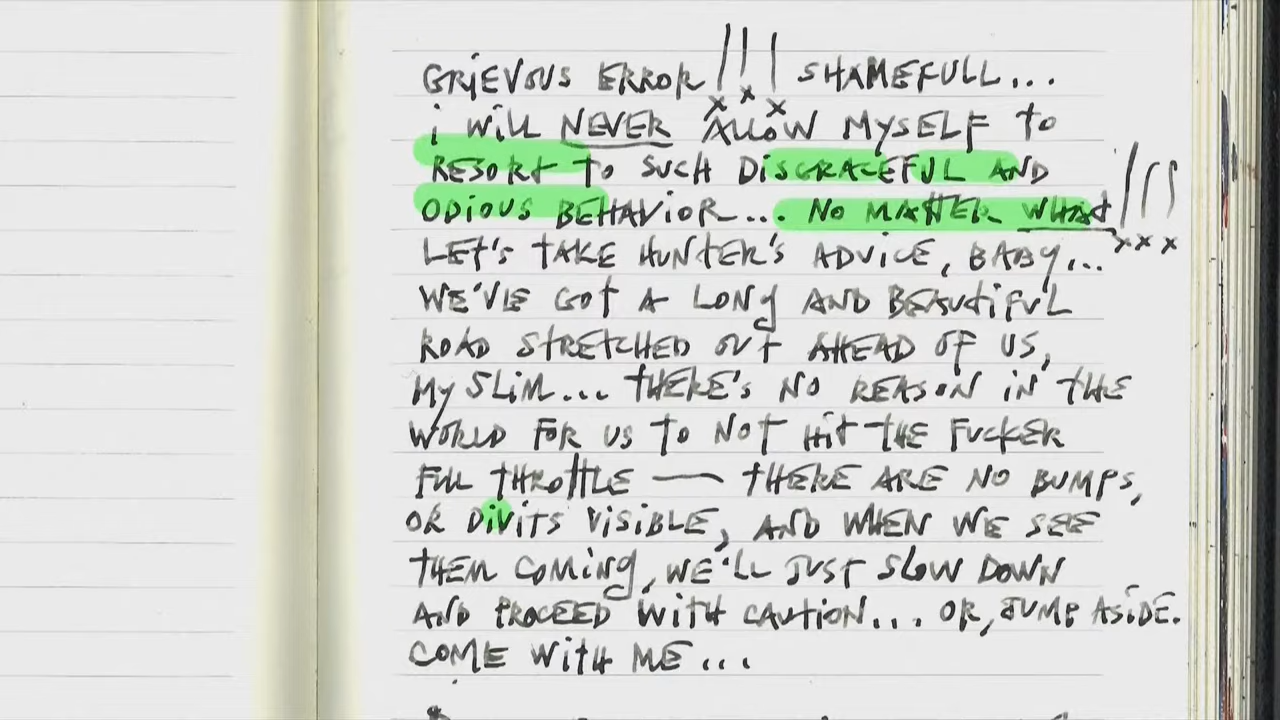 GRIEVOUS ERROR !!! SHAMEFULL...
i WILL NEVER ALLOW MYSELF TO
RESORT TO SUCH DISGRACEFUL AND
ODIOUS BEHAVIOR... NO MATTER WHAT!!!
LET'S TAKE HUNTER'S ADVICE, BABY...
WE'VE GOT A LONG AND BEAUTIFUL
ROAD STRETCHED OUT AHEAD OF US,
MY SLIM... THERE'S NO REASON IN THE
WORLD FOR US TO NOT HIT THE FUCKER
FULL THROTTLE — THERE ARE NO BUMPS,
OR DIVITS VISIBLE, AND WHEN WE SEE
THEM COMING, WE'LL JUST SLOW DOWN
AND PROCEED WITH CAUTION... OR, JUMP ASIDE.
COME WITH ME...